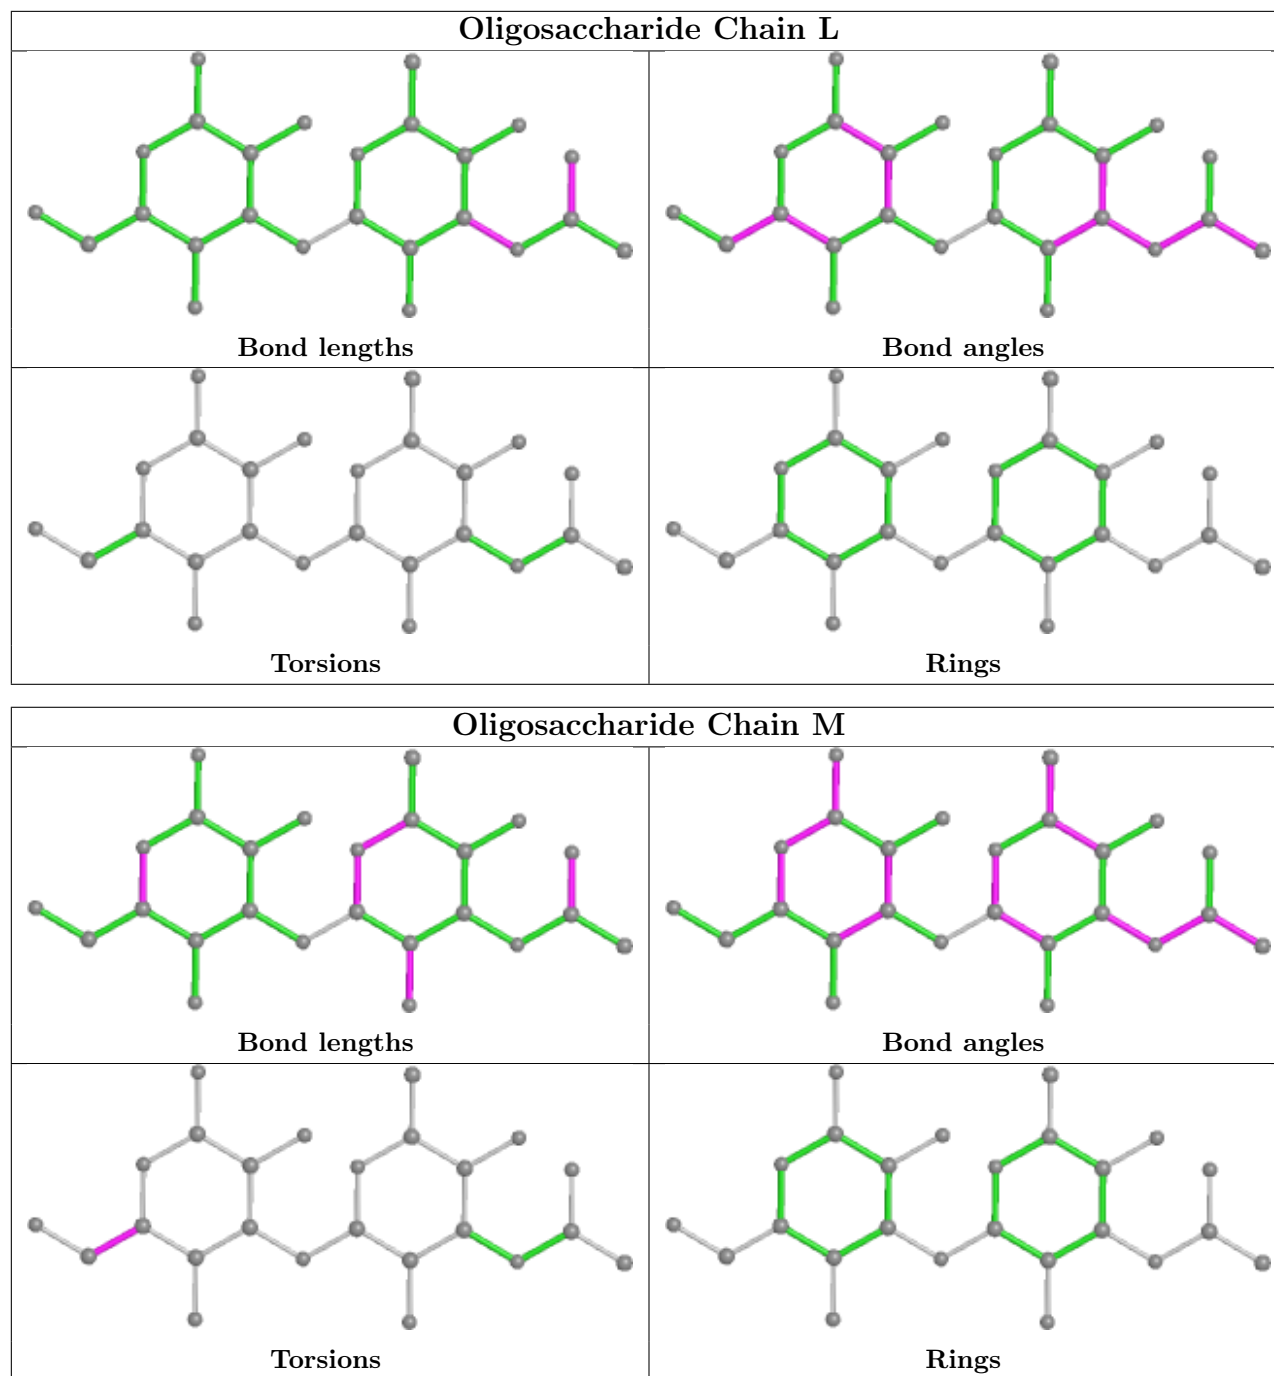 Oligosaccharide Chain L
Bond lengths
Bond angles
Torsions
Rings
Oligosaccharide Chain M
Bond lengths
Bond angles
Torsions
Rings